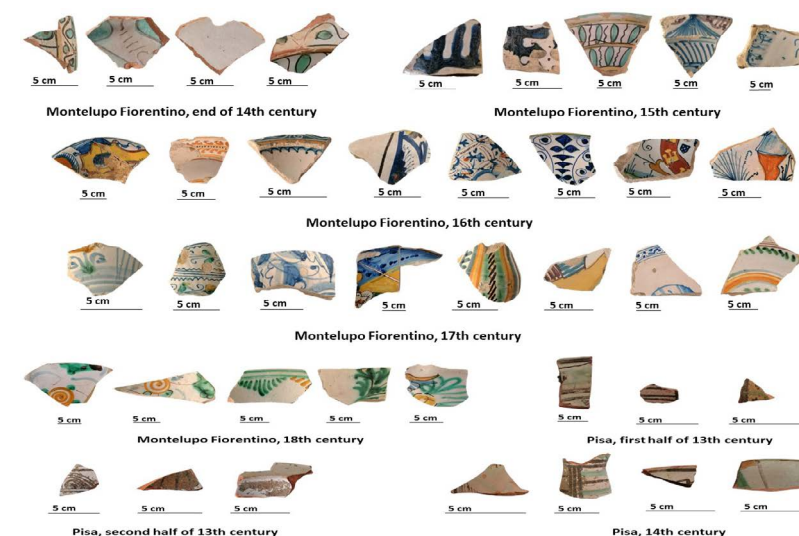 5 cm 5 cm 5 cm 5 cm 5 cm 5 cm 5 cm 5 cm 5 cm
Montelupo Fiorentino, end of 14th century
Montelupo Fiorentino, 15th century
5 cm 5 cm 5 cm 5 cm 5 cm 5 cm 5 cm 5 cm
Montelupo Fiorentino, 16th century
5 cm 5 cm 5 cm 5 cm 5 cm 5 cm 5 cm 5 cm
Montelupo Fiorentino, 17th century
5 cm 5 cm 5 cm 5 cm 5 cm 5 cm 5 cm 5 cm
Montelupo Fiorentino, 18th century
Pisa, first half of 13th century
5 cm 5 cm 5 cm 5 cm 5 cm 5 cm 5 cm
Pisa, second half of 13th century
Pisa, 14th century